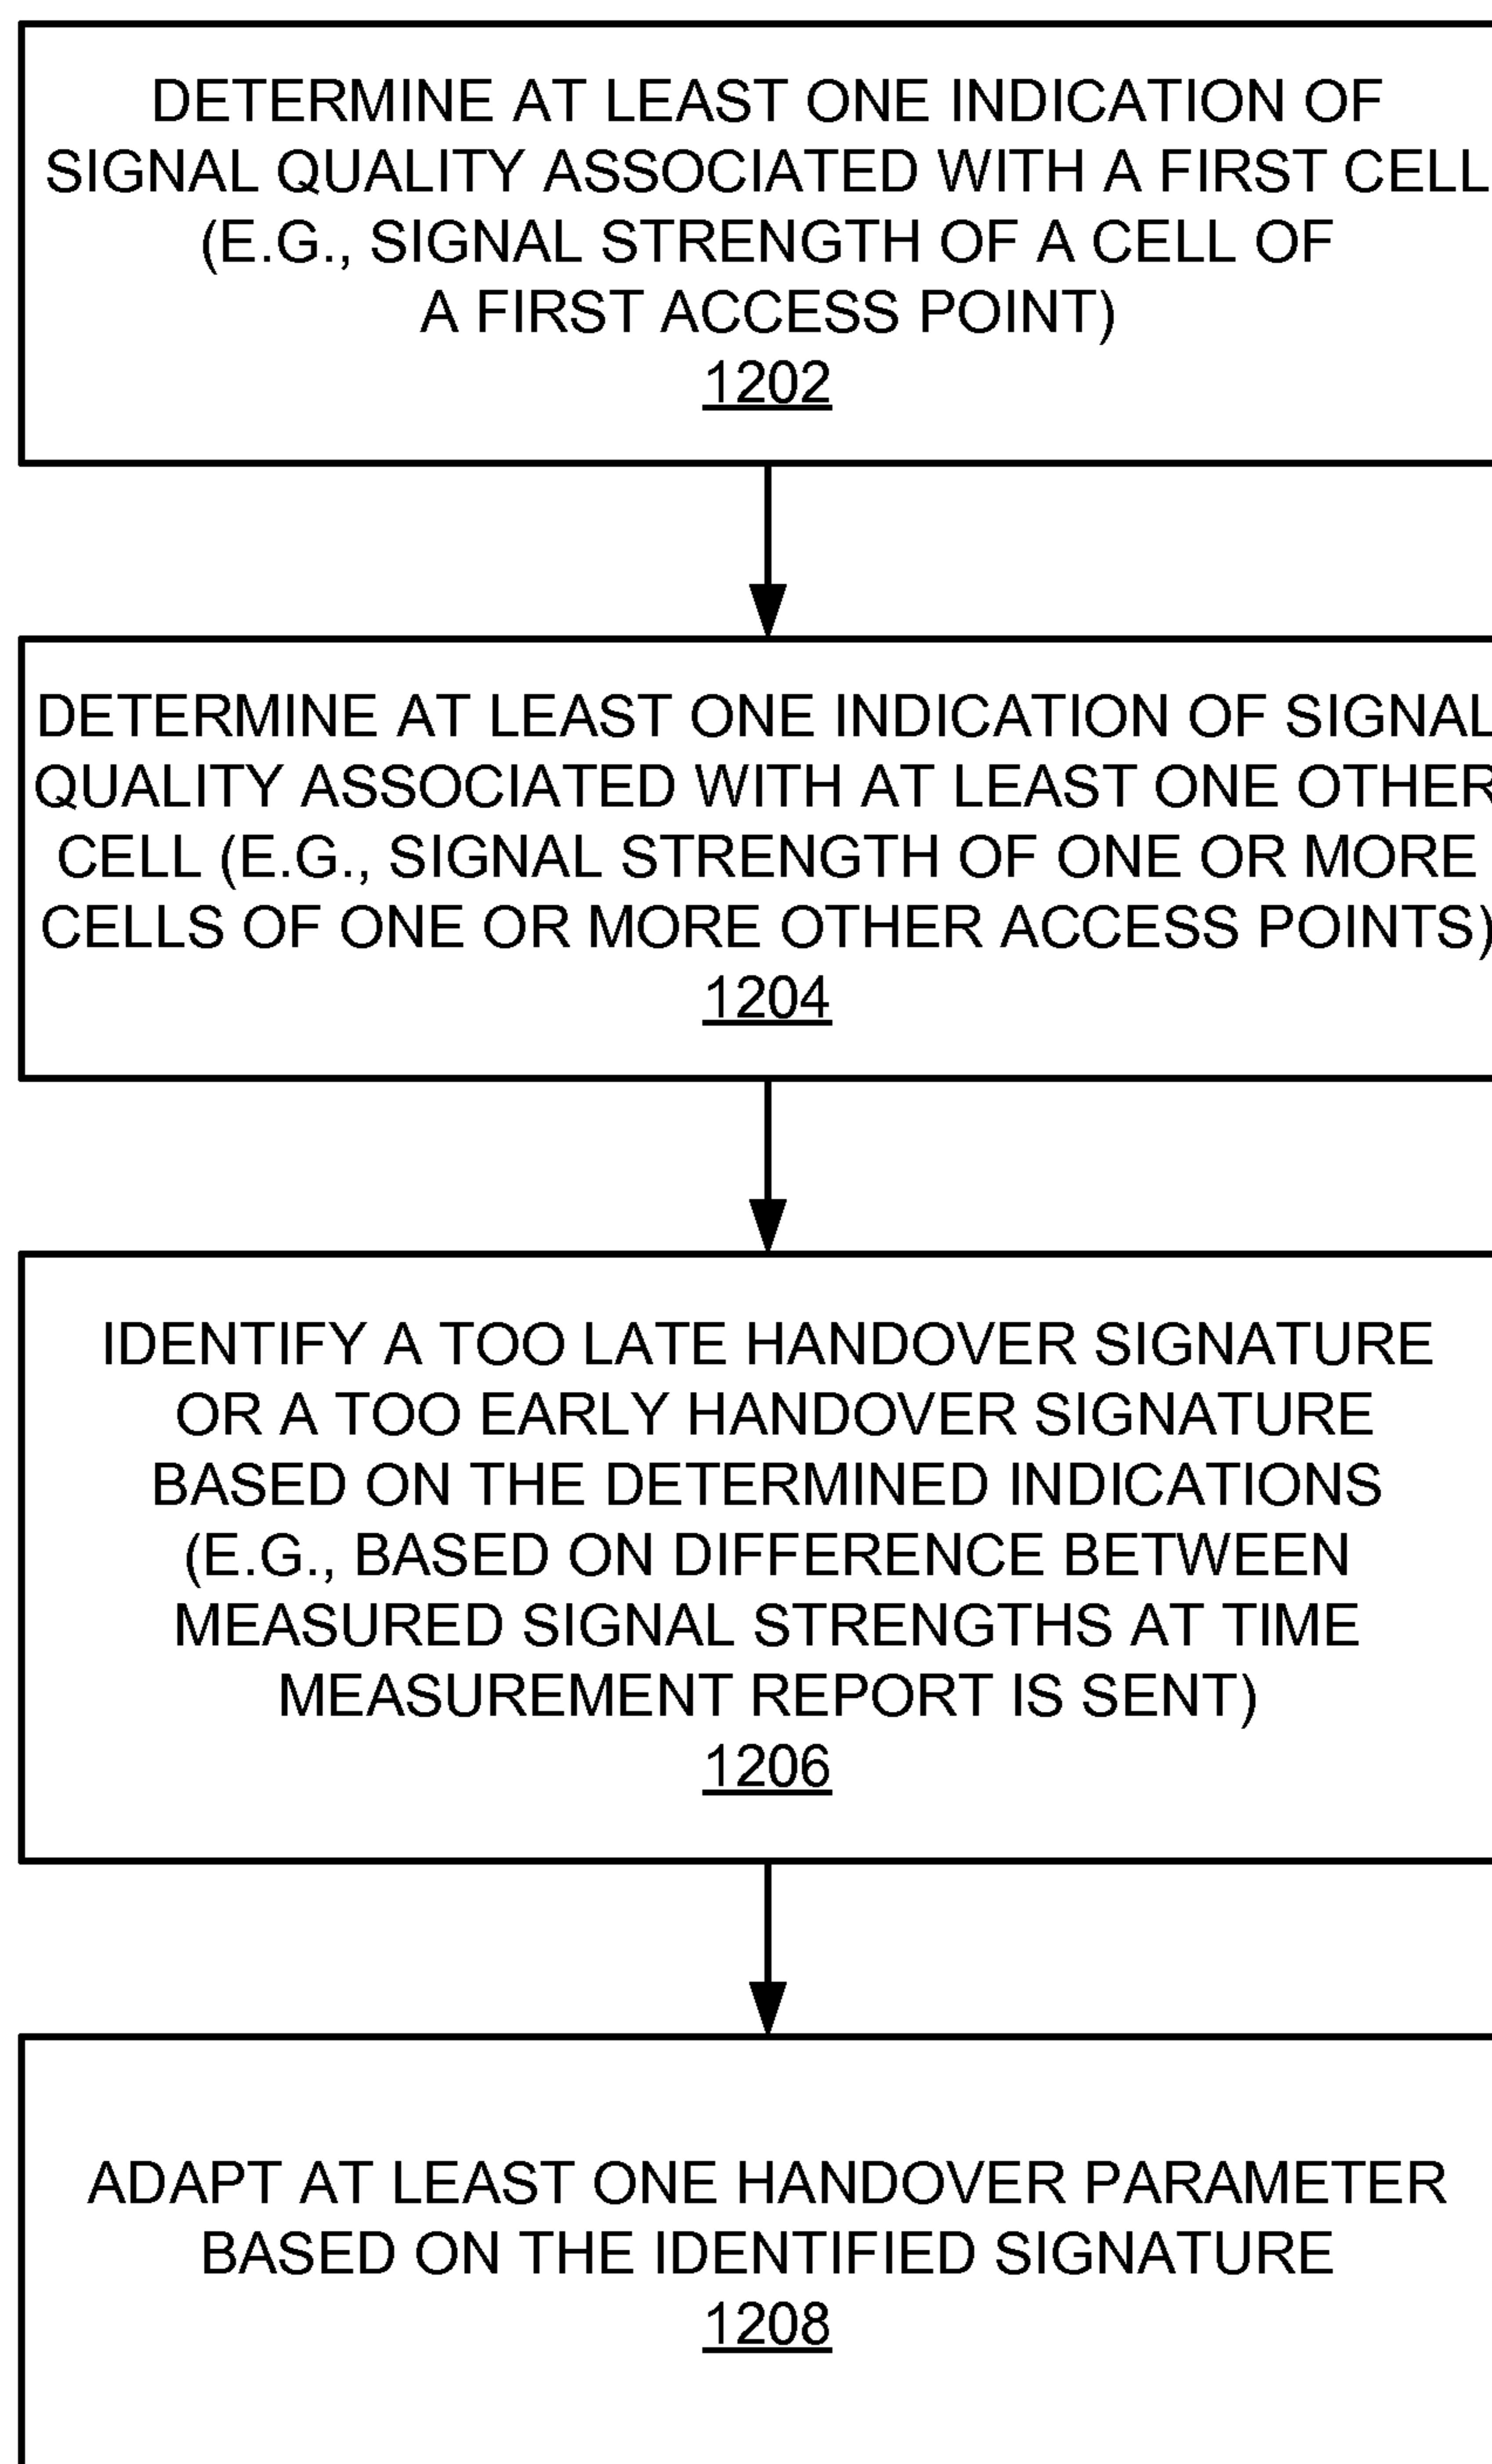 DETERMINE AT LEAST ONE INDICATION OF
SIGNAL QUALITY ASSOCIATED WITH A FIRST CELL
(E.G., SIGNAL STRENGTH OF A CELL OF
A FIRST ACCESS POINT)
1202
DETERMINE AT LEAST ONE INDICATION OF SIGNAL
QUALITY ASSOCIATED WITH AT LEAST ONE OTHER
CELL (E.G., SIGNAL STRENGTH OF ONE OR MORE
CELLS OF ONE OR MORE OTHER ACCESS POINTS)
1204
IDENTIFY A TOO LATE HANDOVER SIGNATURE
OR A TOO EARLY HANDOVER SIGNATURE
BASED ON THE DETERMINED INDICATIONS
(E.G., BASED ON DIFFERENCE BETWEEN
MEASURED SIGNAL STRENGTHS AT TIME
MEASUREMENT REPORT IS SENT)
1206
ADAPT AT LEAST ONE HANDOVER PARAMETER
BASED ON THE IDENTIFIED SIGNATURE
1208